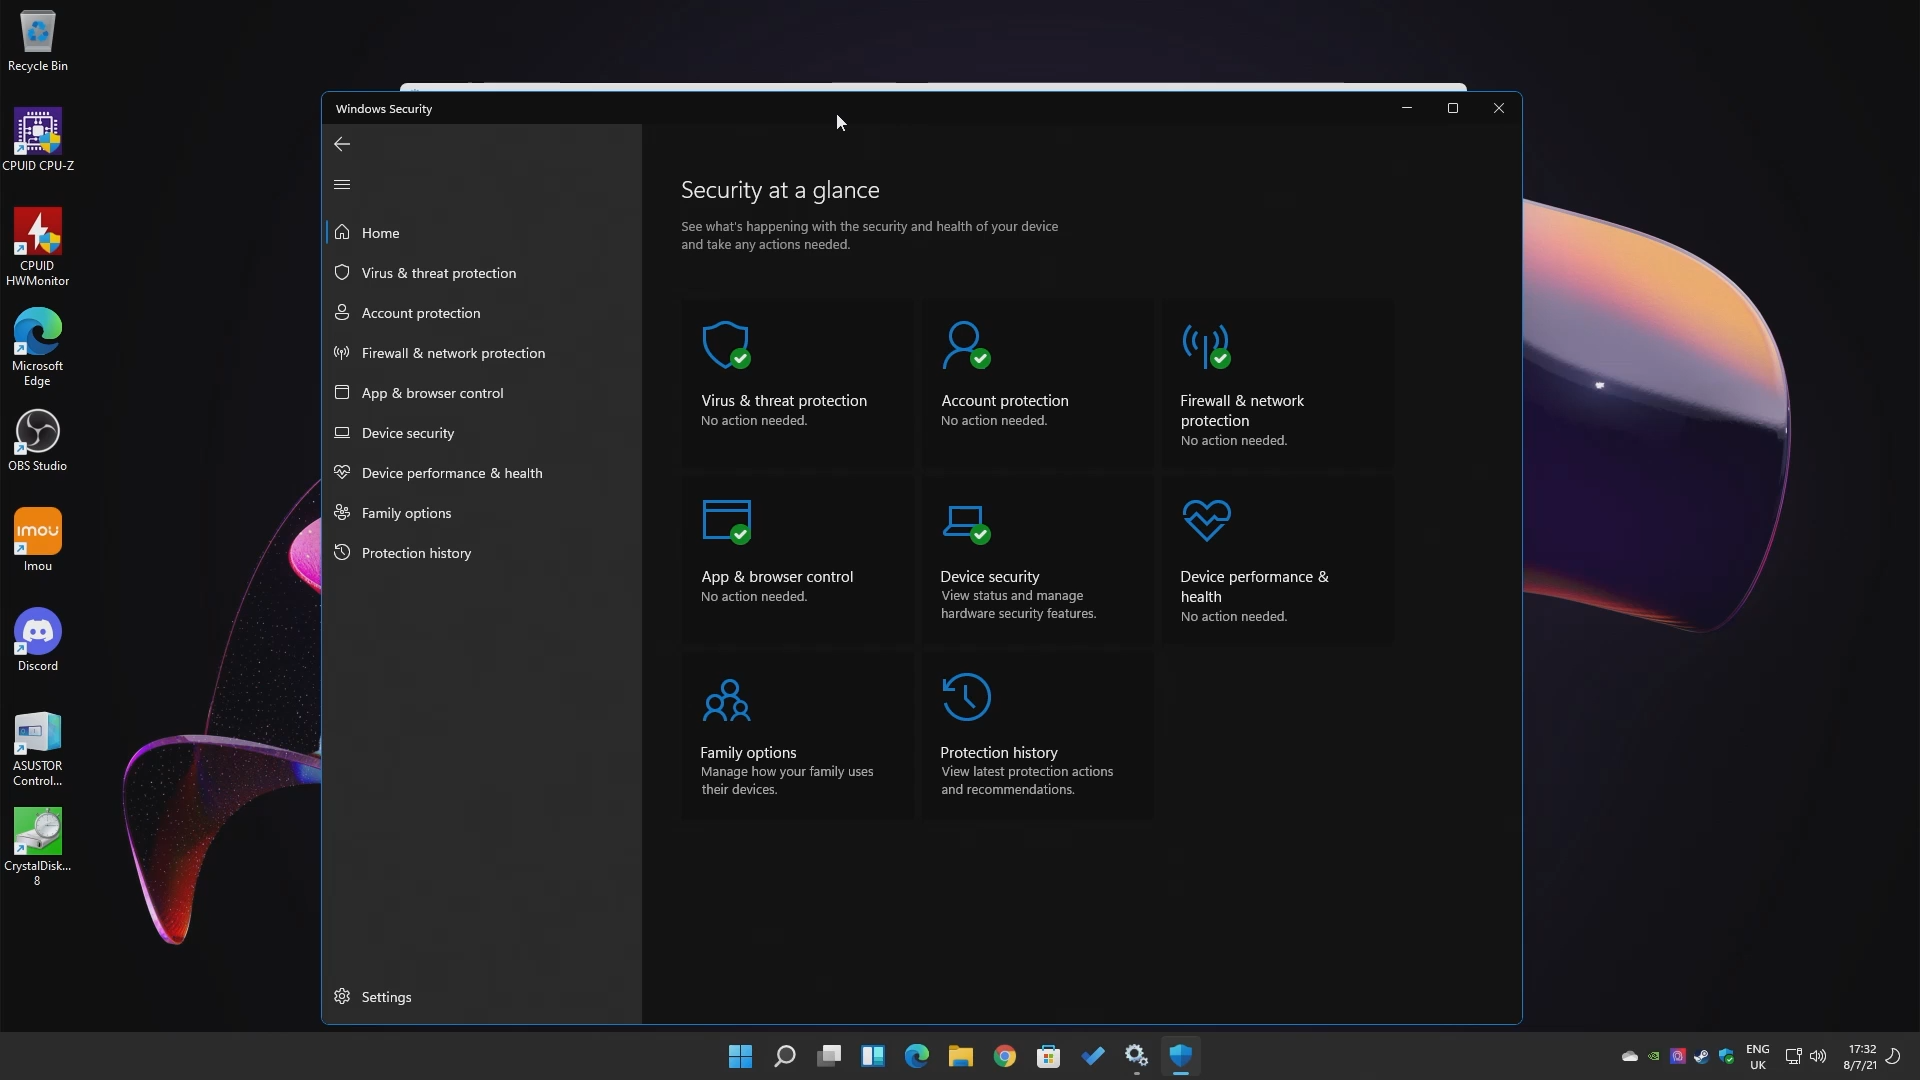 Recycle Bin
CPUID CPU-Z
CPUID
HWMonitor
Microsoft
Edge
OBS Studio
imou
Imou
Discord
ASUSTOR
Control...
CrystalDisk...
8
Windows Security
Home
Virus & threat protection
Account protection
Firewall & network protection
App & browser control
Device security
Device performance & health
Family options
Protection history
Settings
Security at a glance
See what's happening with the security and health of your device
and take any actions needed.
Virus & threat protection
No action needed.
Account protection
No action needed.
Firewall & network
protection
No action needed.
App & browser control
No action needed.
Device security
View status and manage
hardware security features.
Device performance &
health
No action needed.
Family options
Manage how your family uses
their devices.
Protection history
View latest protection actions
and recommendations.
ENG
UK
17:32
8/7/21